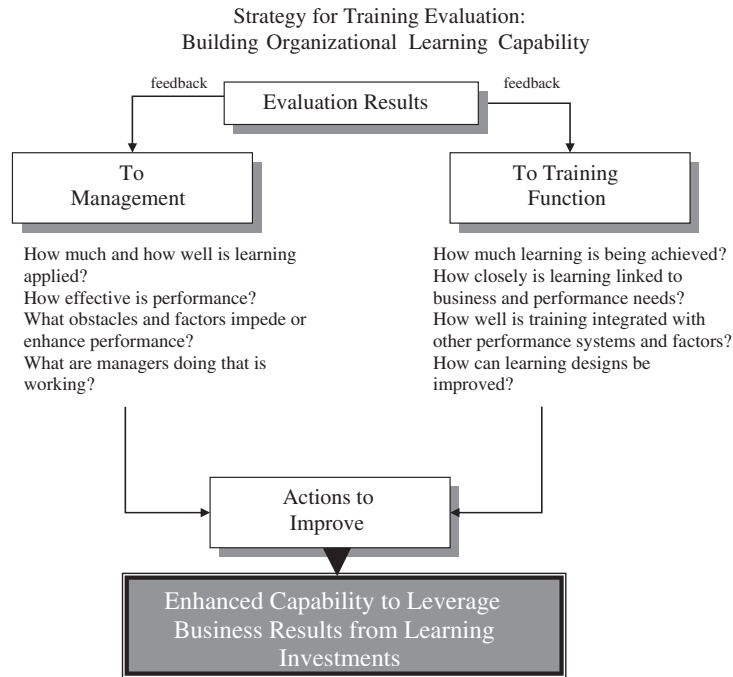 Strategy for Training Evaluation:
Building Organizational Learning Capability
feedback
feedback
Evaluation Results
To
Management
To Training
Function
How much and how well is learning
applied?
How effective is performance?
What obstacles and factors impede or
enhance performance?
What are managers doing that is
working?
How much learning is being achieved?
How closely is learning linked to
business and performance needs?
How well is training integrated with
other performance systems and factors?
How can learning designs be
improved?
Actions to
Improve
Enhanced Capability to Leverage
Business Results from Learning
Investments